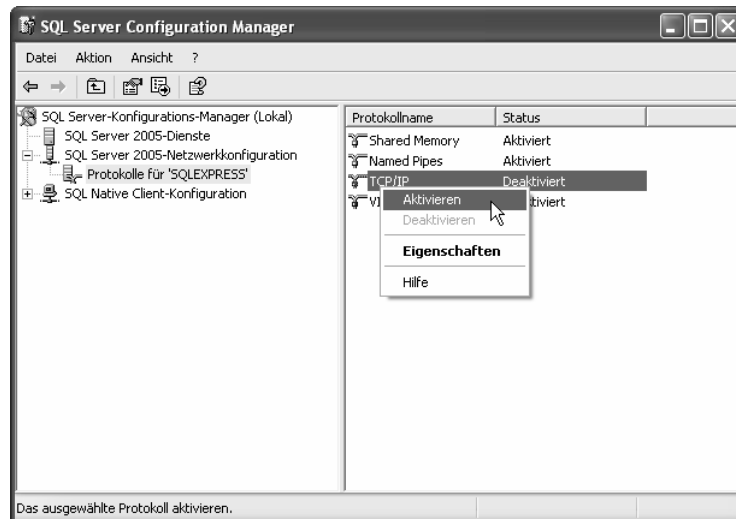 SQL Server Configuration Manager
Datei Aktion Ansicht ?
SQL Server-Konfigurations-Manager (Lokal)
SQL Server 2005-Dienste
SQL Server 2005-Netzwerkkonfiguration
Protokolle für 'SQLEXPRESS'
SQL Native Client-Konfiguration
Protokollname Status
Shared Memory Aktiviert
Named Pipes Aktiviert
TCP/IP Deaktiviert
Aktivieren
Deaktivieren
Eigenschaften
Hilfe
Das ausgewählte Protokoll aktivieren.